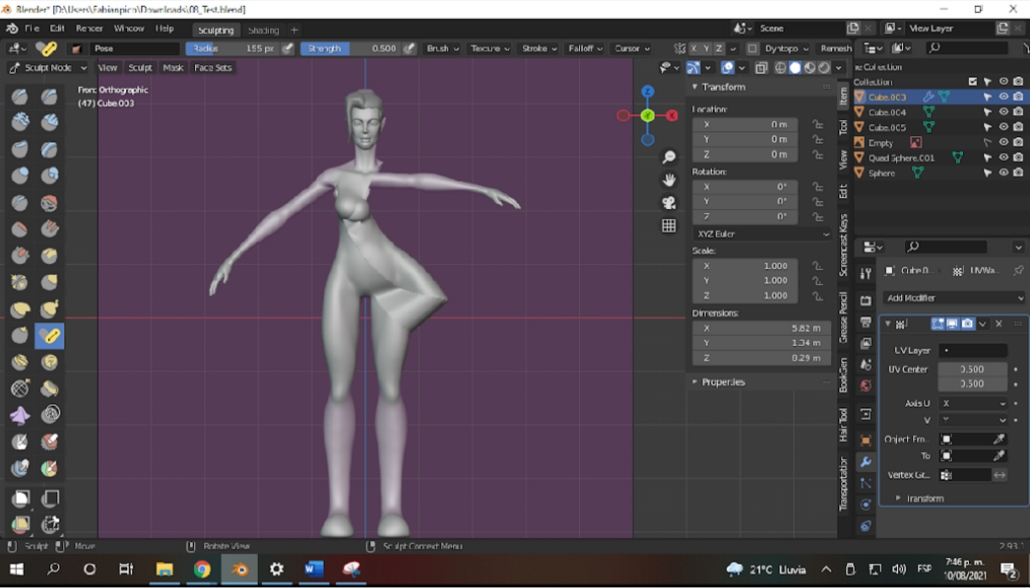 Blender* [D:\Users\Fabianpico\Downloads\08_Test.blend]
File Edit Render Window Help Sculpting Shading + Scene View Layer
Pose Radius 155 px Strength 0.500 Brush Texture Stroke Falloff Cursor X Y Z Dyntopo Remesh
Sculpt Mode View Sculpt Mask Face Sets
Front Orthographic
(47) Cube.003
Transform
Location:
X 0 m
Y 0 m
Z 0 m
Rotation:
X 0°
Y 0°
Z 0°
XYZ Euler
Scale:
X 1.000
Y 1.000
Z 1.000
Dimensions:
X 5.82 m
Y 1.34 m
Z 8.29 m
Properties
Item
Tool
View
Edit
Screencast Keys
Grease Pencil
BookGen
Hair Tool
Transportation
Collection
Cube.003
Cube.004
Cube.005
Empty
Quad Sphere.001
Sphere
Cube.0... UVWa...
Add Modifier
UV Layer
UV Center 0.500
0.500
Axis U X
V Y
Object Fro...
To
Vertex Gr...
Transform
Sculpt Move Rotate View Sculpt Context Menu 2.93.1
21°C Lluvia ESP 7:46 p. m.
10/08/2021
2